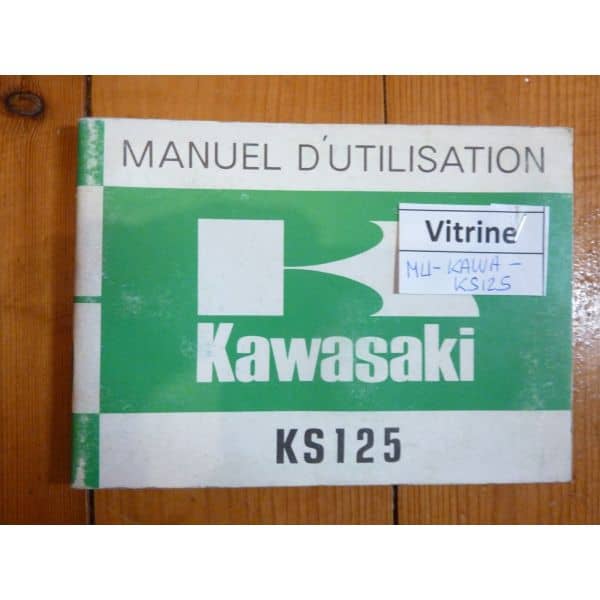 MANUEL D'UTILISATION
Vitrine
MU-KAWA-
KS125
Kawasaki
KS125